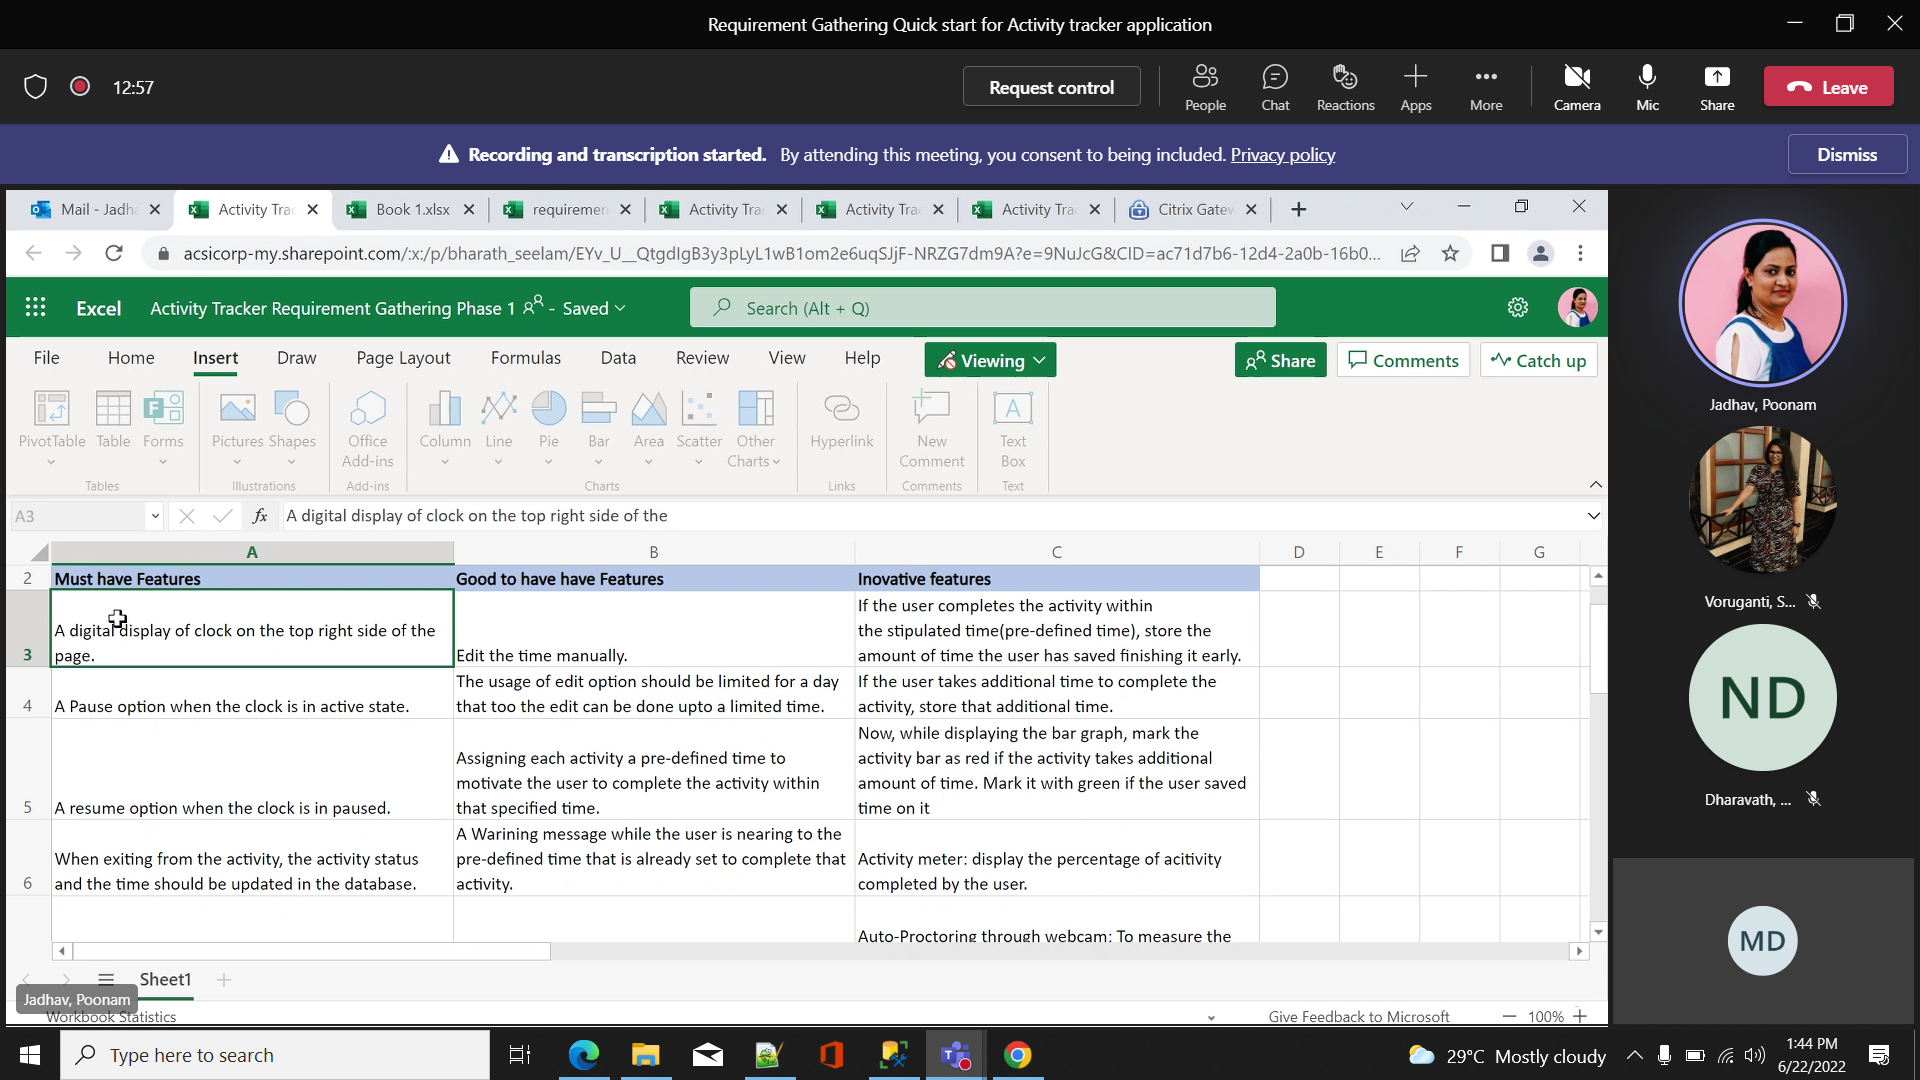 Requirement Gathering Quick start for Activity tracker application
12:57
Request control
People
Chat
Reactions
Apps
More
Camera
Mic
Share
Leave
Recording and transcription started. By attending this meeting, you consent to being included. Privacy policy
Dismiss
Mail - Jadha
Activity Trac
Book 1.xlsx
requiremen
Activity Tra
Activity Tra
Activity Tra
Citrix Gatew
acsicorp-my.sharepoint.com/:x:/p/bharath_seelam/EYv_U__QtgdIgB3y3pLyL1wB1om2e6uqSJjF-NRZG7dm9A?e=9NuJcG&CID=ac71d7b6-12d4-2a0b-16b0...
Excel
Activity Tracker Requirement Gathering Phase 1 - Saved
Search (Alt + Q)
File
Home
Insert
Draw
Page Layout
Formulas
Data
Review
View
Help
Viewing
Share
Comments
Catch up
PivotTable
Table
Forms
Pictures
Shapes
Office
Add-ins
Column
Line
Pie
Bar
Area
Scatter
Other
Charts
Hyperlink
New
Comment
Text
Box
Tables
Illustrations
Add-ins
Charts
Links
Comments
Text
A3
fx
A digital display of clock on the top right side of the
A
B
C
D
E
F
G
2
Must have Features
Good to have have Features
Inovative features
3
A digital display of clock on the top right side of the
page.
Edit the time manually.
If the user completes the activity within
the stipulated time(pre-defined time), store the
amount of time the user has saved finishing it early.
4
A Pause option when the clock is in active state.
The usage of edit option should be limited for a day
that too the edit can be done upto a limited time.
If the user takes additional time to complete the
activity, store that additional time.
5
A resume option when the clock is in paused.
Assigning each activity a pre-defined time to
motivate the user to complete the activity within
that specified time.
Now, while displaying the bar graph, mark the
activity bar as red if the activity takes additional
amount of time. Mark it with green if the user saved
time on it
6
When exiting from the activity, the activity status
and the time should be updated in the database.
A Warining message while the user is nearing to the
pre-defined time that is already set to complete that
activity.
Activity meter: display the percentage of acitivity
completed by the user.
Auto-Proctoring through webcam: To measure the
Sheet1
Jadhav, Poonam
Workbook Statistics
Give Feedback to Microsoft
100%
Jadhav, Poonam
Voruganti, S...
ND
Dharavath, ...
MD
Type here to search
29°C Mostly cloudy
1:44 PM
6/22/2022